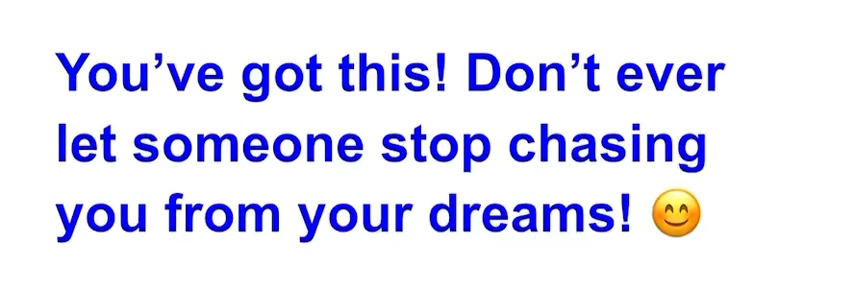 You’ve got this! Don’t ever
let someone stop chasing
you from your dreams! 😊